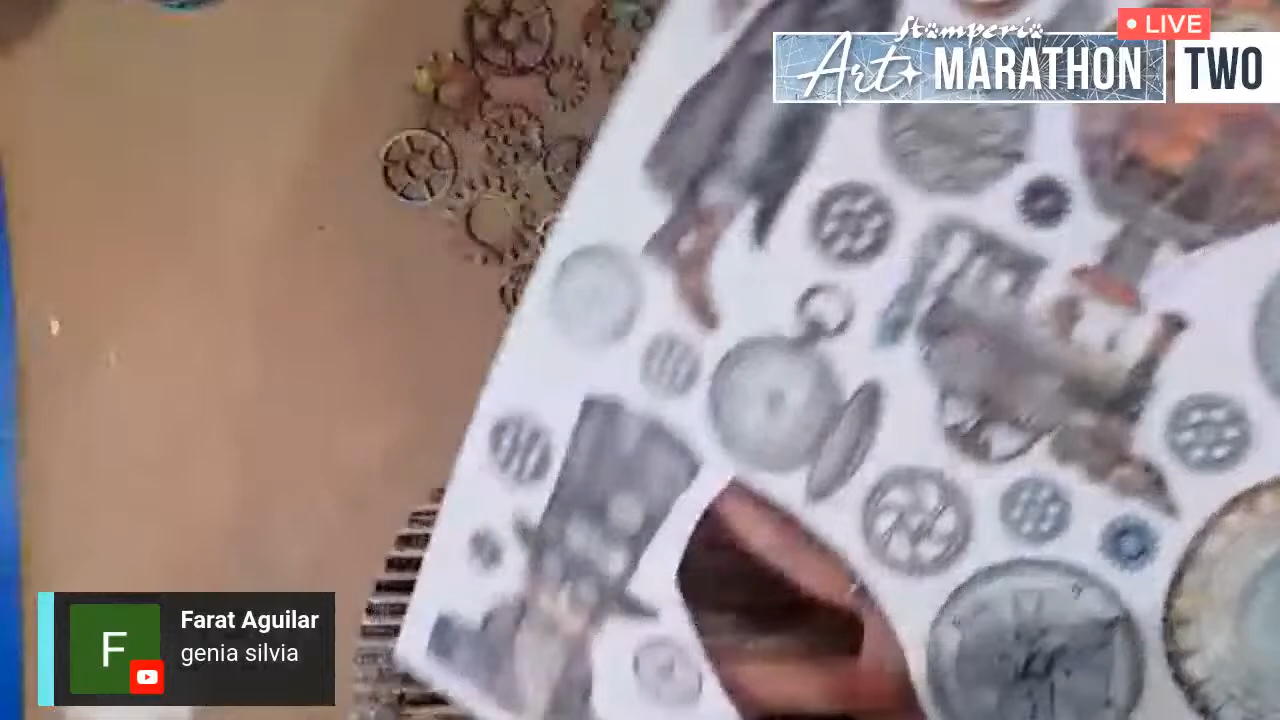 LIVE
Stamperia
Art MARATHON TWO
Farat Aguilar
F
genia silvia